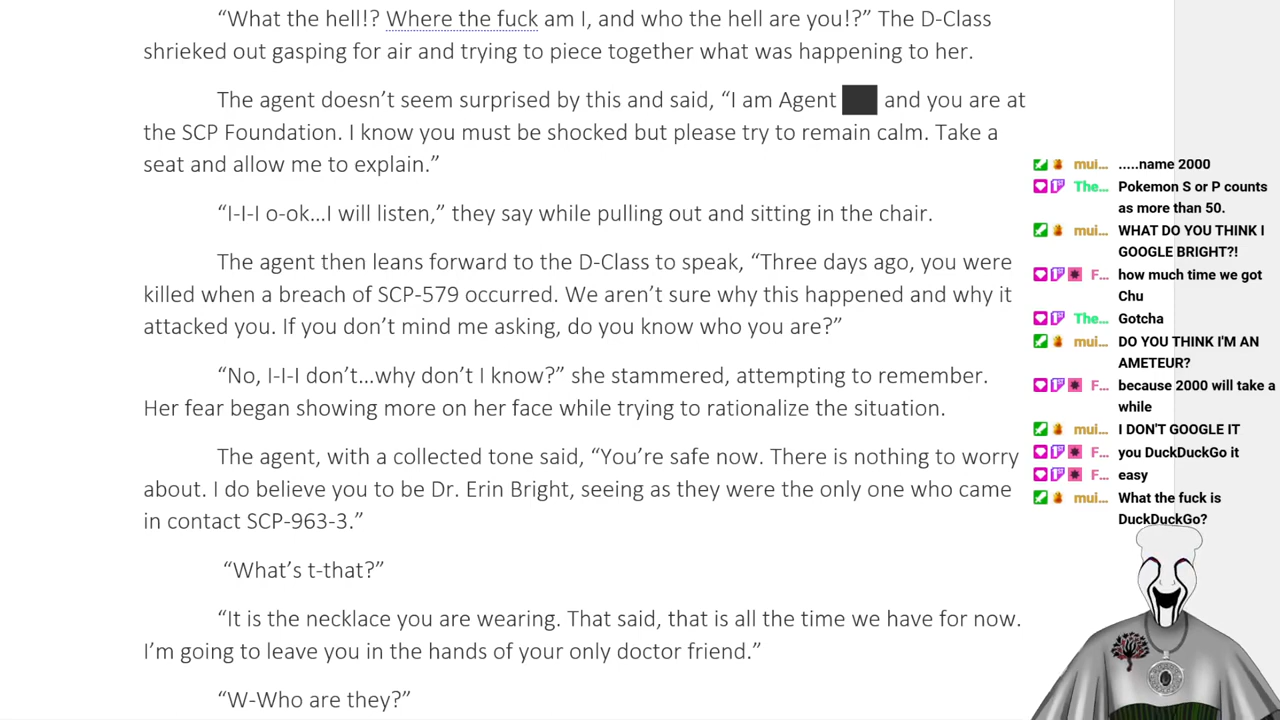 “What the hell!? Where the fuck am I, and who the hell are you!?” The D-Class
shrieked out gasping for air and trying to piece together what was happening to her.
The agent doesn’t seem surprised by this and said, “I am Agent and you are at
the SCP Foundation. I know you must be shocked but please try to remain calm. Take a
seat and allow me to explain.”
“I-I-I o-ok…I will listen,” they say while pulling out and sitting in the chair.
The agent then leans forward to the D-Class to speak, “Three days ago, you were
killed when a breach of SCP-579 occurred. We aren’t sure why this happened and why it
attacked you. If you don’t mind me asking, do you know who you are?”
“No, I-I-I don’t…why don’t I know?” she stammered, attempting to remember.
Her fear began showing more on her face while trying to rationalize the situation.
The agent, with a collected tone said, “You’re safe now. There is nothing to worry
about. I do believe you to be Dr. Erin Bright, seeing as they were the only one who came
in contact SCP-963-3.”
“What’s t-that?”
“It is the necklace you are wearing. That said, that is all the time we have for now.
I’m going to leave you in the hands of your only doctor friend.”
“W-Who are they?”
mui... .....name 2000
The... Pokemon S or P counts
as more than 50.
mui... WHAT DO YOU THINK I
GOOGLE BRIGHT?!
F... how much time we got
Chu
The... Gotcha
mui... DO YOU THINK I'M AN
AMETEUR?
F... because 2000 will take a
while
mui... I DON'T GOOGLE IT
F... you DuckDuckGo it
F... easy
mui... What the fuck is
DuckDuckGo?